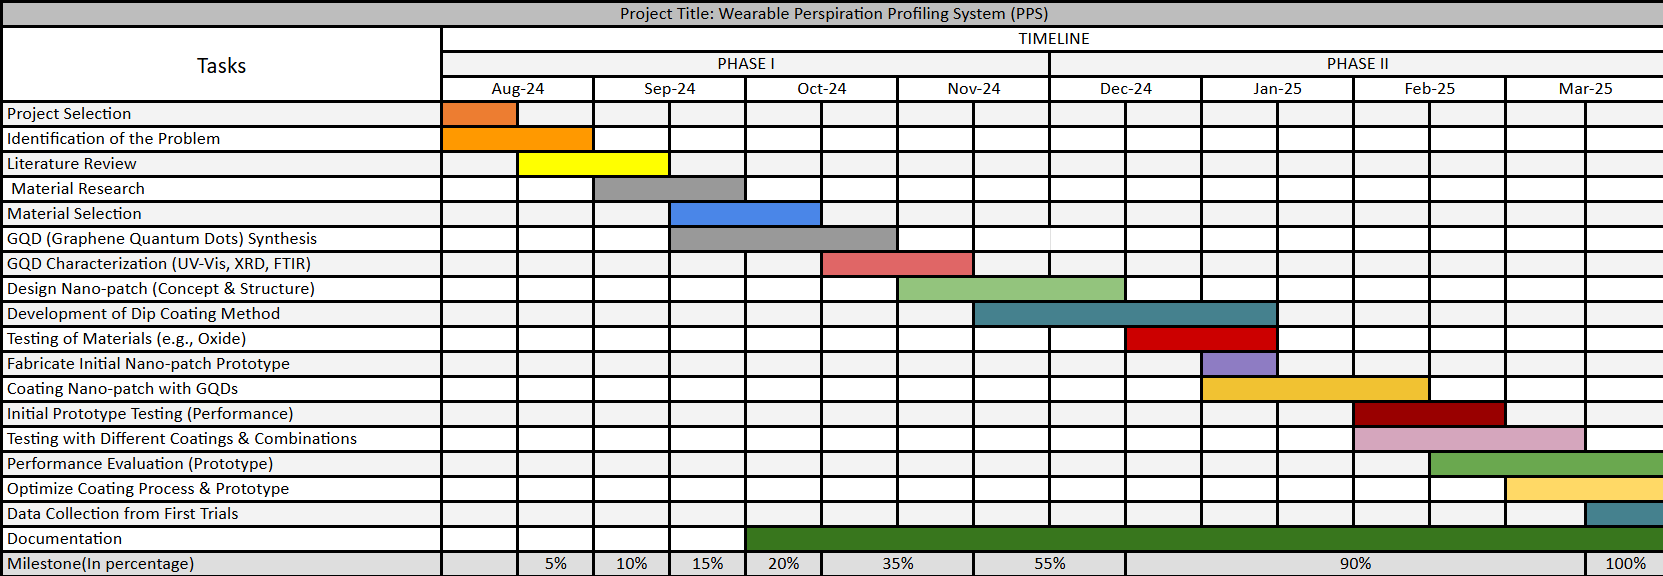 Project Title: Wearable Perspiration Profiling System (PPS)
Tasks
TIMELINE
PHASE I PHASE II
Aug-24 Sep-24 Oct-24 Nov-24 Dec-24 Jan-25 Feb-25 Mar-25
Project Selection
Identification of the Problem
Literature Review
Material Research
Material Selection
GQD (Graphene Quantum Dots) Synthesis
GQD Characterization (UV-Vis, XRD, FTIR)
Design Nano-patch (Concept & Structure)
Development of Dip Coating Method
Testing of Materials (e.g., Oxide)
Fabricate Initial Nano-patch Prototype
Coating Nano-patch with GQDs
Initial Prototype Testing (Performance)
Testing with Different Coatings & Combinations
Performance Evaluation (Prototype)
Optimize Coating Process & Prototype
Data Collection from First Trials
Documentation
Milestone(In percentage) 5% 10% 15% 20% 35% 55% 90% 100%